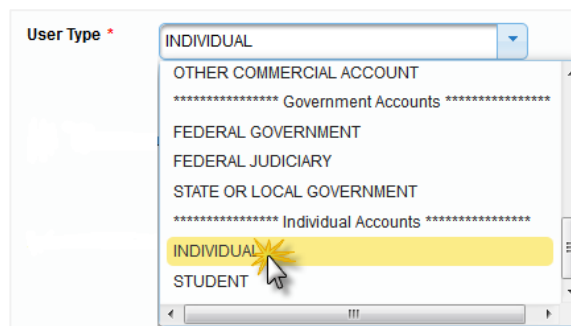 User Type *
INDIVIDUAL
OTHER COMMERCIAL ACCOUNT
**************** Government Accounts ****************
FEDERAL GOVERNMENT
FEDERAL JUDICIARY
STATE OR LOCAL GOVERNMENT
**************** Individual Accounts ****************
INDIVIDUAL
STUDENT